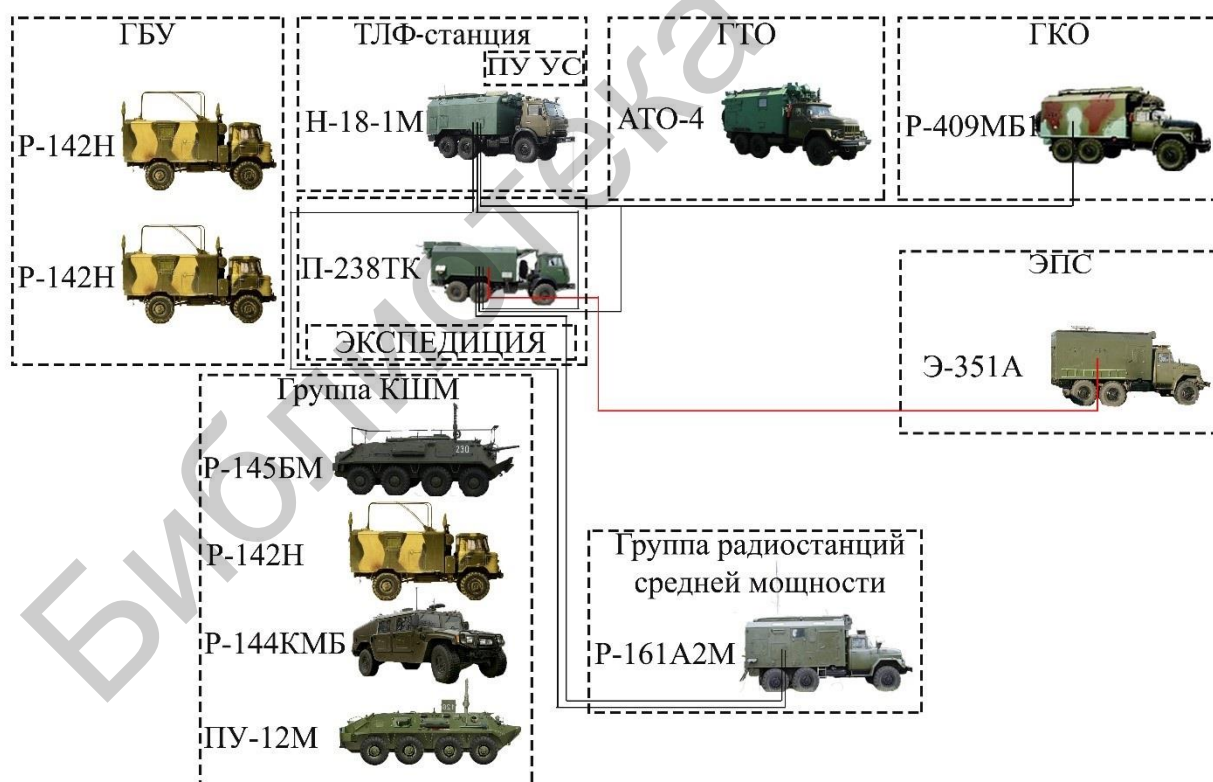 ГБУ
Р-142Н
Р-142Н
ТЛФ-станция
ПУ УС
Н-18-1М
П-238ТК
ЭКСПЕДИЦИЯ
ГТО
АТО-4
ГКО
Р-409МБ1
ЭПС
Э-351А
Группа КШМ
Р-145БМ
230
Р-142Н
Р-144КМБ
ПУ-12М
Группа радиостанций
средней мощности
Р-161А2М
Библиотека